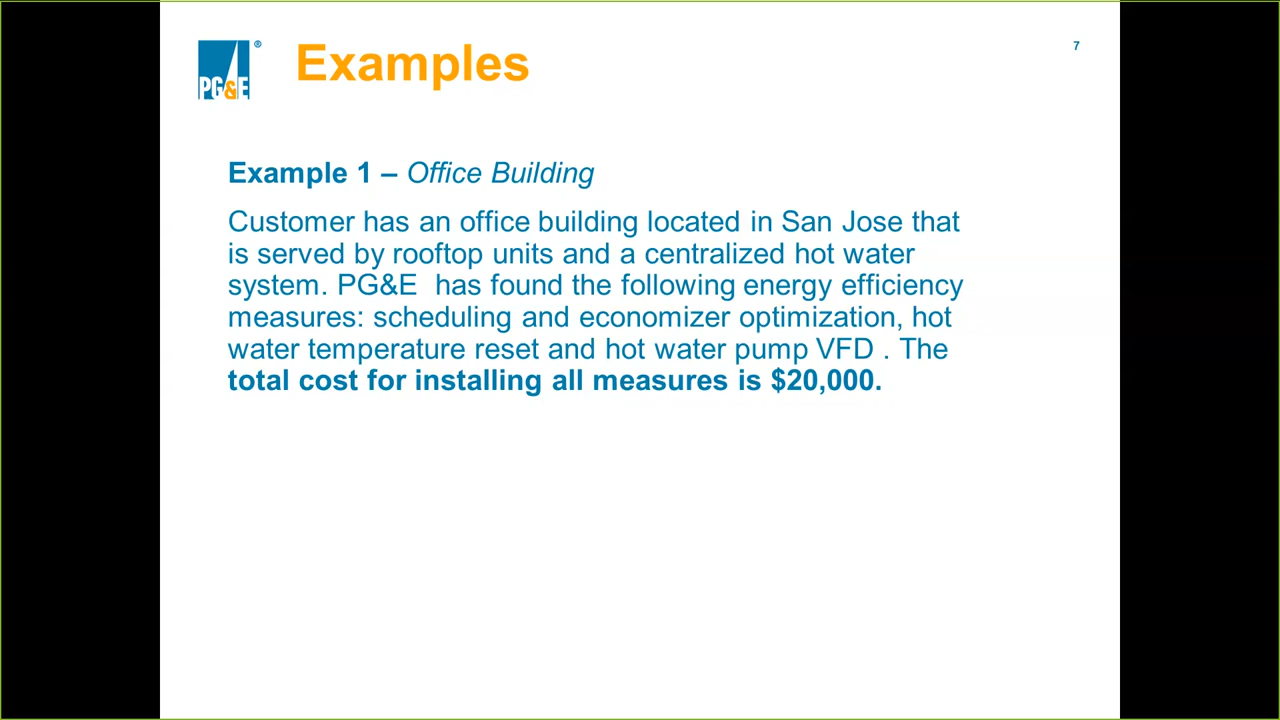 PG&E ®
Examples
7
Example 1 – Office Building
Customer has an office building located in San Jose that
is served by rooftop units and a centralized hot water
system. PG&E  has found the following energy efficiency
measures: scheduling and economizer optimization, hot
water temperature reset and hot water pump VFD . The
total cost for installing all measures is $20,000.